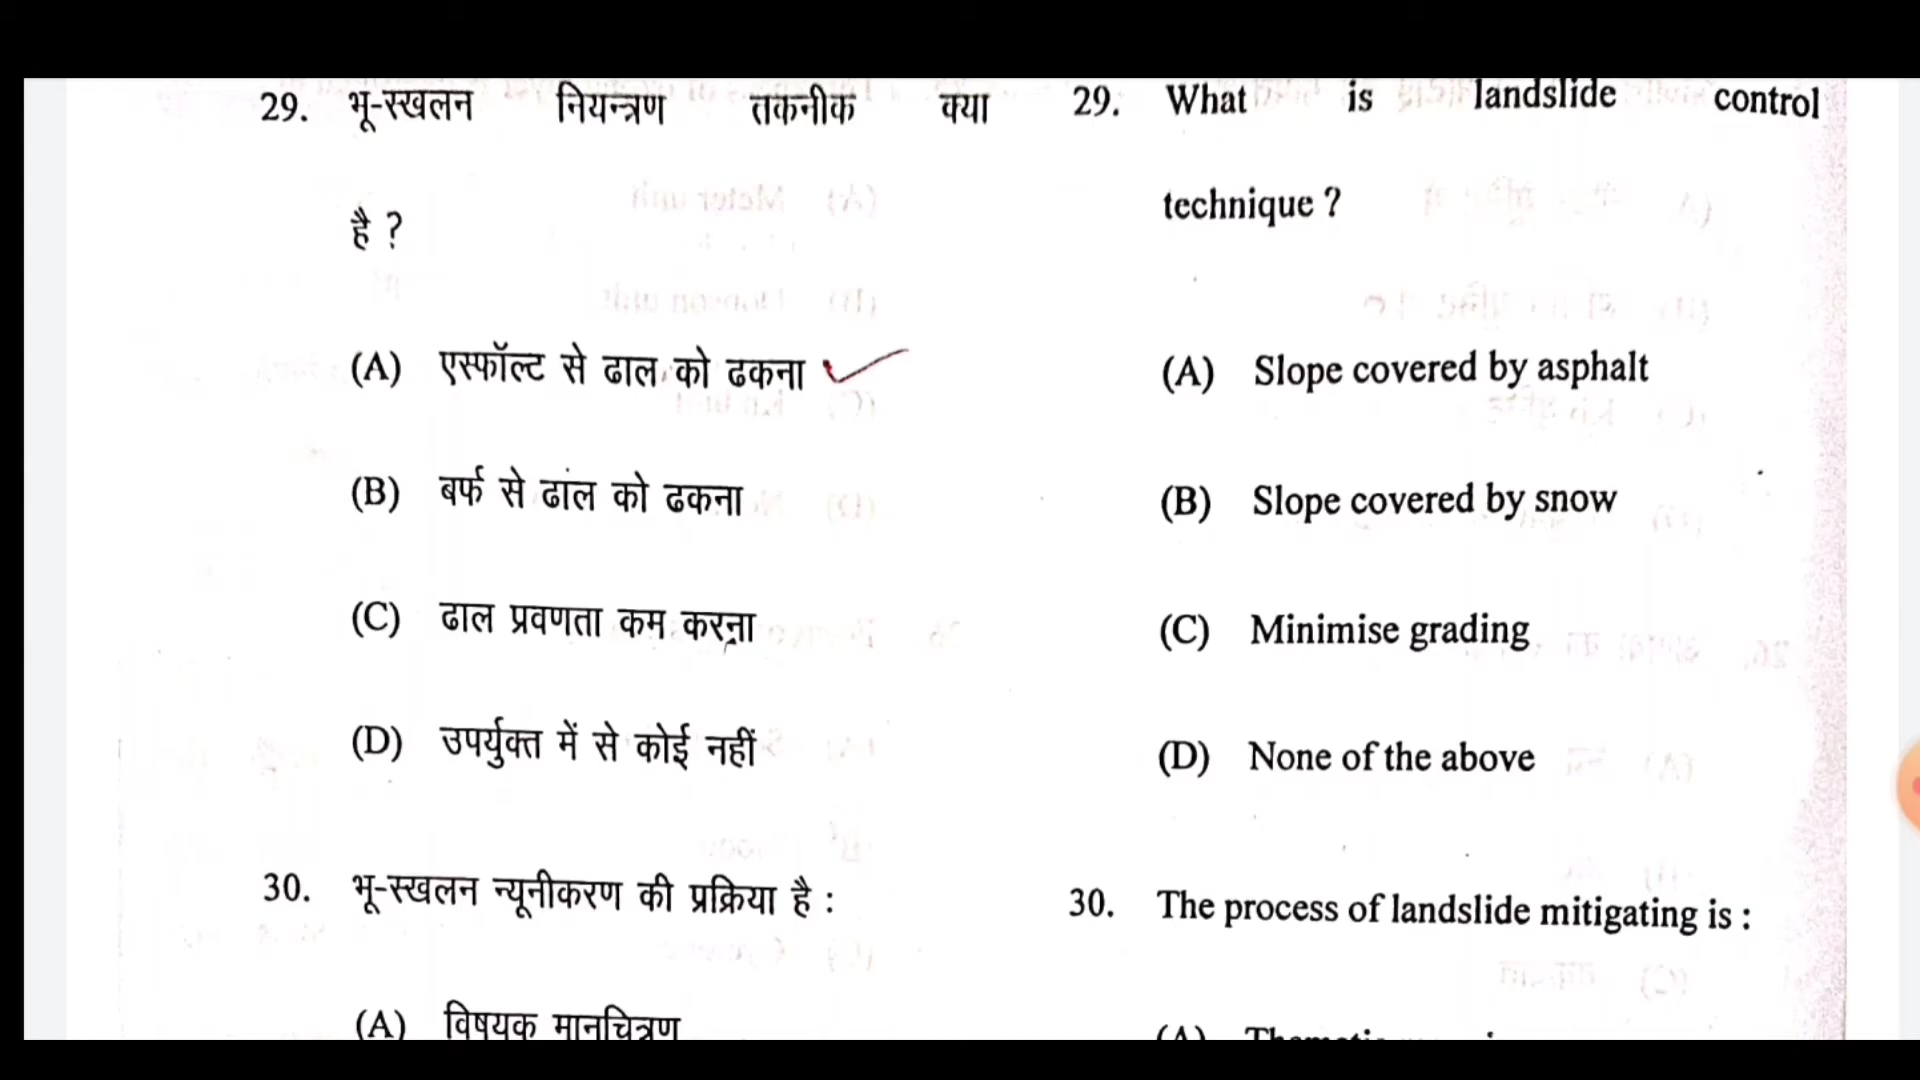 29. भू-स्खलन नियन्त्रण तकनीक क्या
है ?
(A) एस्फॉल्ट से ढाल को ढकना
(B) बर्फ से ढाल को ढकना
(C) ढाल प्रवणता कम करना
(D) उपर्युक्त में से कोई नहीं
30. भू-स्खलन न्यूनीकरण की प्रक्रिया है :
(A) विषयक मानचित्रण
29. What is landslide control
technique ?
(A) Slope covered by asphalt
(B) Slope covered by snow
(C) Minimise grading
(D) None of the above
30. The process of landslide mitigating is :
(A) Thematic